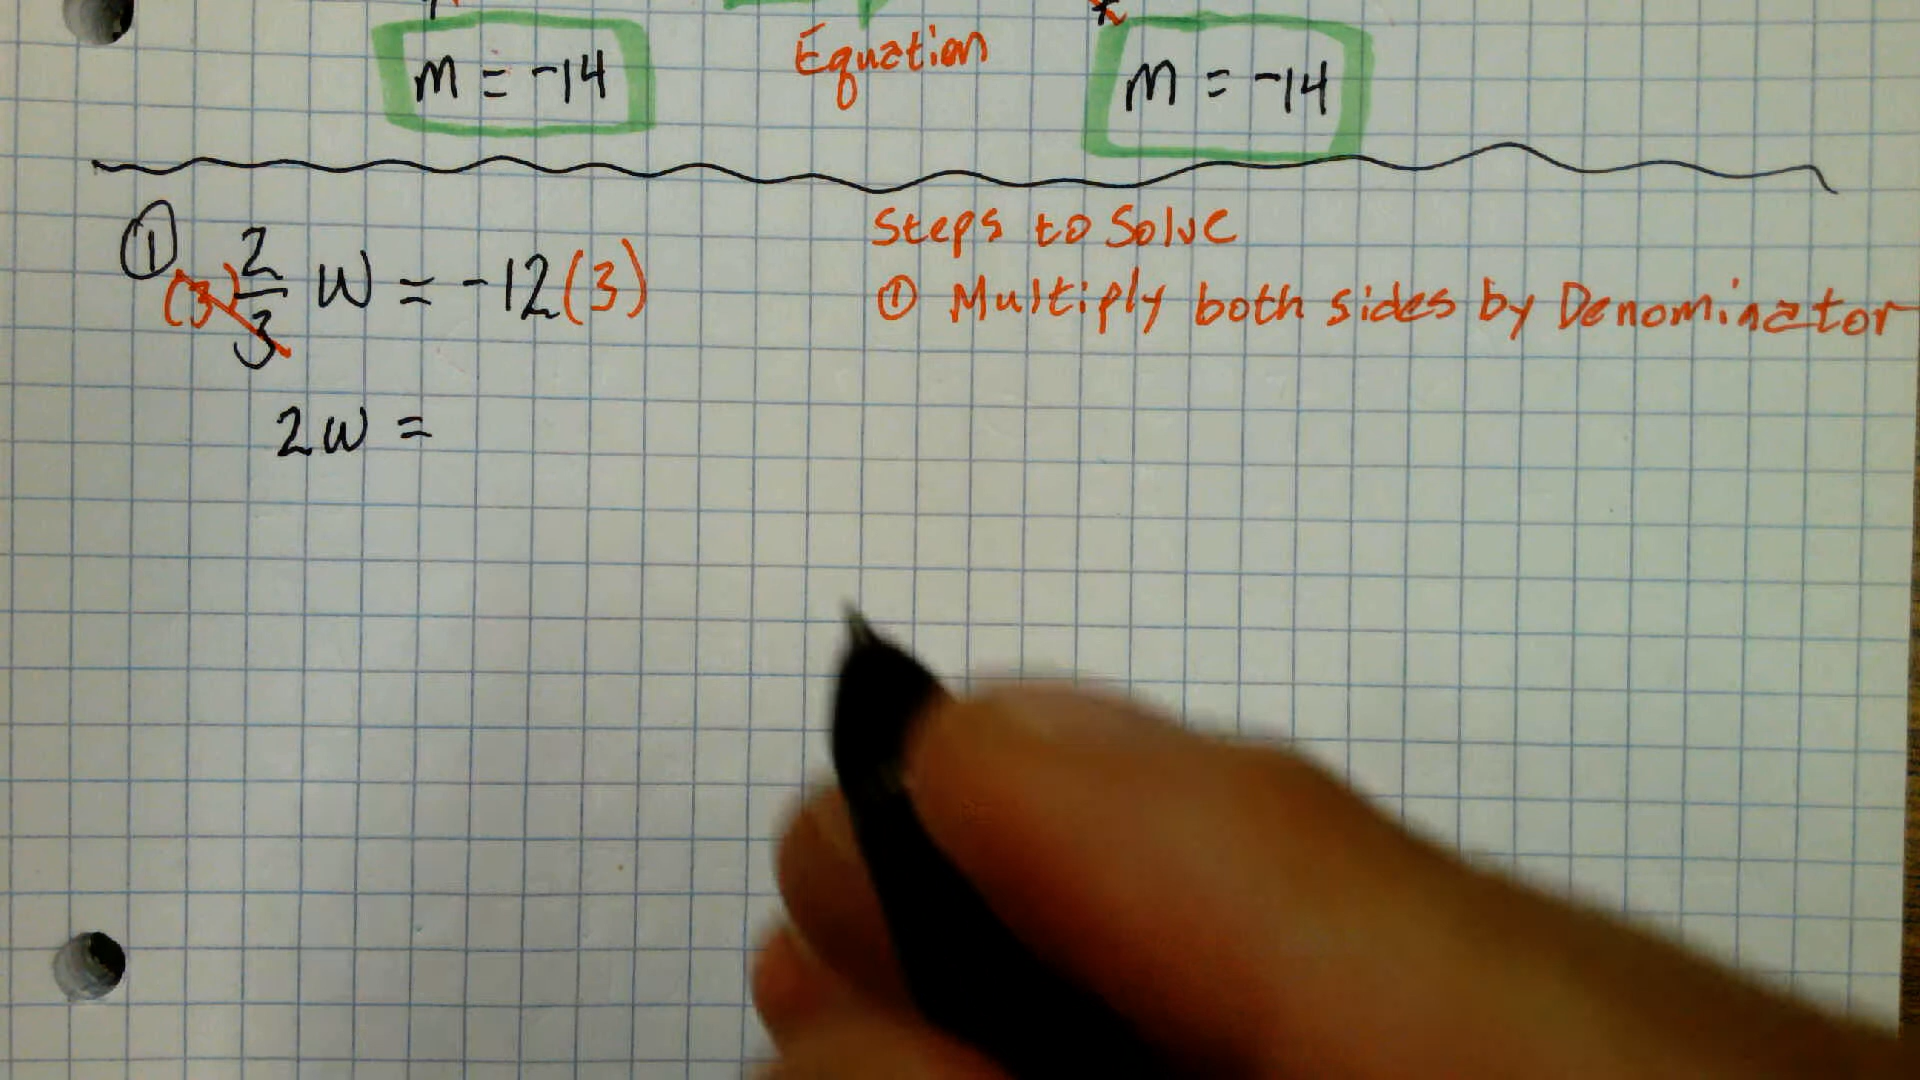 m = -14
Equation
m = -14
① (3) 2/3 W = -12(3)
2W =
Steps to Solve
① Multiply both sides by Denominator